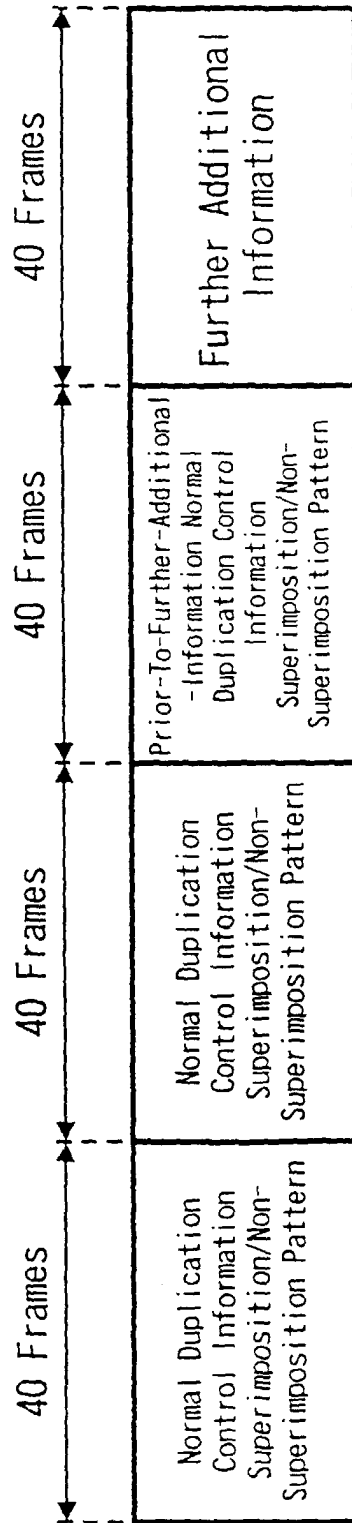 40 Frames
40 Frames
40 Frames
40 Frames
Normal Duplication
Control Information
Superimposition/Non-
Superimposition Pattern
Normal Duplication
Control Information
Superimposition/Non-
Superimposition Pattern
Prior-To-Further-Additional
-Information Normal
Duplication Control
Information
Superimposition/Non-
Superimposition Pattern
Further Additional
Information